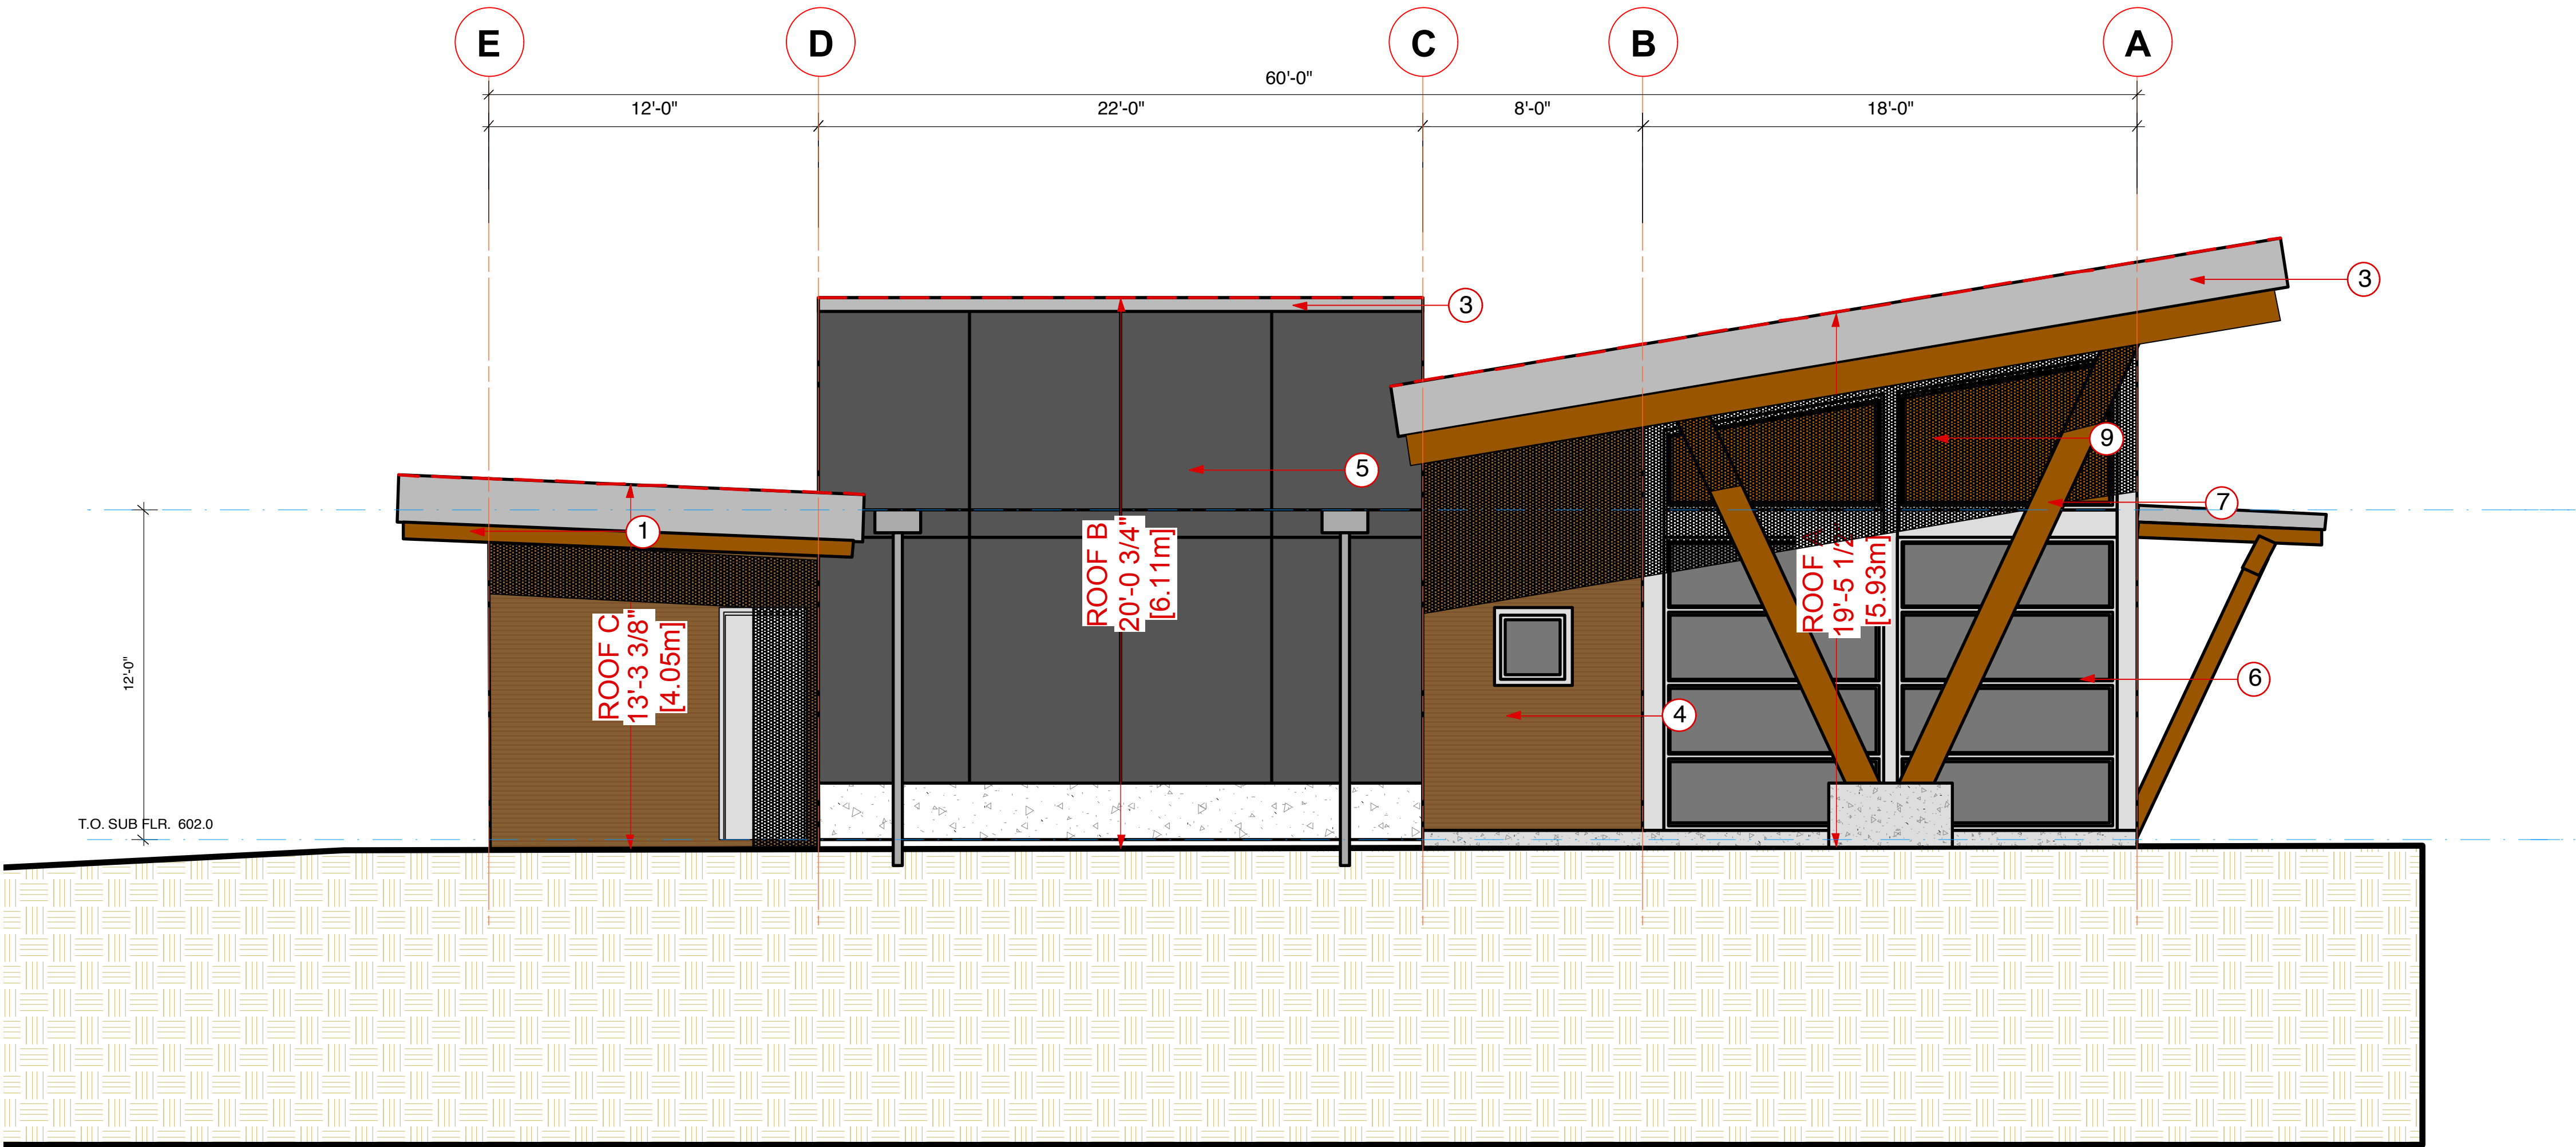 E
D
C
B
A
60'-0"
12'-0"
22'-0"
8'-0"
18'-0"
3
3
5
9
7
1
6
4
ROOF C
13'-3 3/8"
[4.05m]
ROOF B
20'-0 3/4"
[6.11m]
ROOF
19'-5 1/2"
[5.93m]
12'-0"
T.O. SUB FLR. 602.0